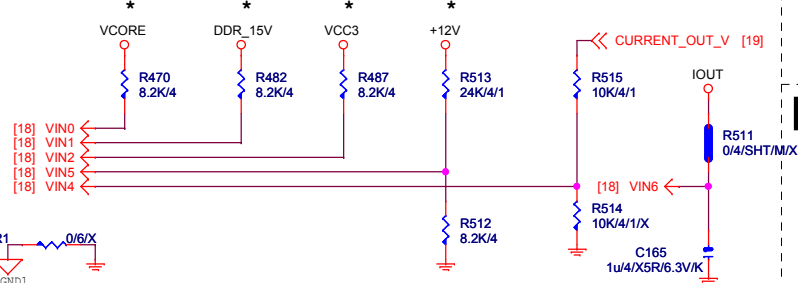 * * * *
VCORE DDR_15V VCC3 +12V
CURRENT_OUT_V [19]
IOUT
R470 8.2K/4
R482 8.2K/4
R487 8.2K/4
R513 24K/4/1
R515 10K/4/1
R511 0/4/SHT/M/X
[18] VIN0
[18] VIN1
[18] VIN2
[18] VIN5
[18] VIN4
[18] VIN6
R512 8.2K/4
R514 10K/4/1/X
R1 0/6/X
C165 1u/4/X5R/6.3V/K
GND1